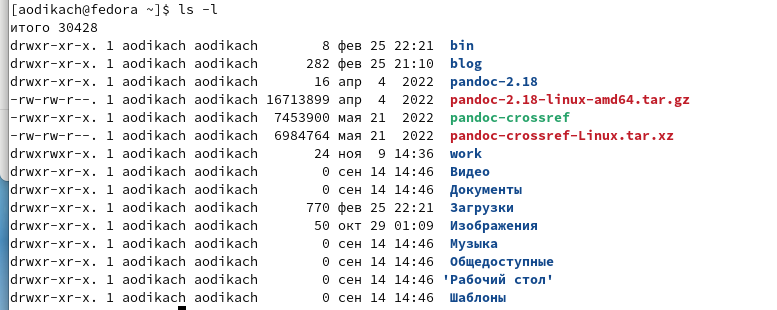 [aodikach@fedora ~]$ ls -l
итого 30428
drwxr-xr-x. 1 aodikach aodikach        8 фев 25 22:21  bin
drwxr-xr-x. 1 aodikach aodikach      282 фев 25 21:10  blog
drwxr-xr-x. 1 aodikach aodikach       16 апр  4  2022  pandoc-2.18
-rw-rw-r--. 1 aodikach aodikach 16713899 апр  4  2022  pandoc-2.18-linux-amd64.tar.gz
-rwxr-xr-x. 1 aodikach aodikach  7453900 мая 21  2022  pandoc-crossref
-rw-rw-r--. 1 aodikach aodikach  6984764 мая 21  2022  pandoc-crossref-Linux.tar.xz
drwxrwxr-x. 1 aodikach aodikach       24 ноя  9 14:36  work
drwxr-xr-x. 1 aodikach aodikach        0 сен 14 14:46  Видео
drwxr-xr-x. 1 aodikach aodikach        0 сен 14 14:46  Документы
drwxr-xr-x. 1 aodikach aodikach      770 фев 25 22:21  Загрузки
drwxr-xr-x. 1 aodikach aodikach       50 окт 29 01:09  Изображения
drwxr-xr-x. 1 aodikach aodikach        0 сен 14 14:46  Музыка
drwxr-xr-x. 1 aodikach aodikach        0 сен 14 14:46  Общедоступные
drwxr-xr-x. 1 aodikach aodikach        0 сен 14 14:46 'Рабочий стол'
drwxr-xr-x. 1 aodikach aodikach        0 сен 14 14:46  Шаблоны